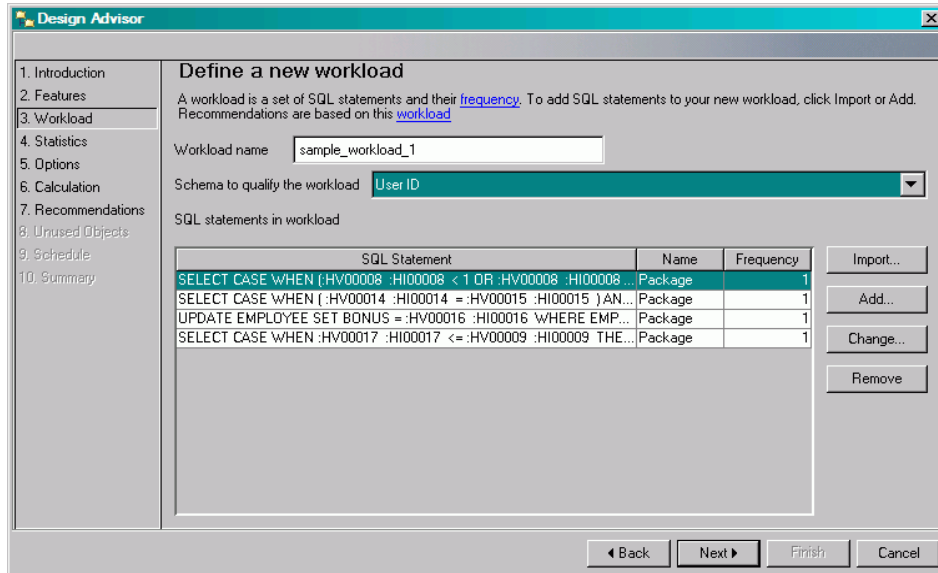 Design Advisor
1. Introduction
2. Features
3. Workload
4. Statistics
5. Options
6. Calculation
7. Recommendations
8. Unused Objects
9. Schedule
10. Summary
Define a new workload
A workload is a set of SQL statements and their frequency. To add SQL statements to your new workload, click Import or Add.
Recommendations are based on this workload
Workload name sample_workload_1
Schema to qualify the workload User ID
SQL statements in workload
SQL Statement Name Frequency
SELECT CASE WHEN (:HV00008 :HI00008 < 1 OR :HV00008 :HI00008 ... Package 1
SELECT CASE WHEN ( :HV00014 :HI00014 = :HV00015 :HI00015 ) AN... Package 1
UPDATE EMPLOYEE SET BONUS = :HV00016 :HI00016 WHERE EMP... Package 1
SELECT CASE WHEN :HV00017 :HI00017 <= :HV00009 :HI00009 THE... Package 1
Import...
Add...
Change...
Remove
Back Next Finish Cancel